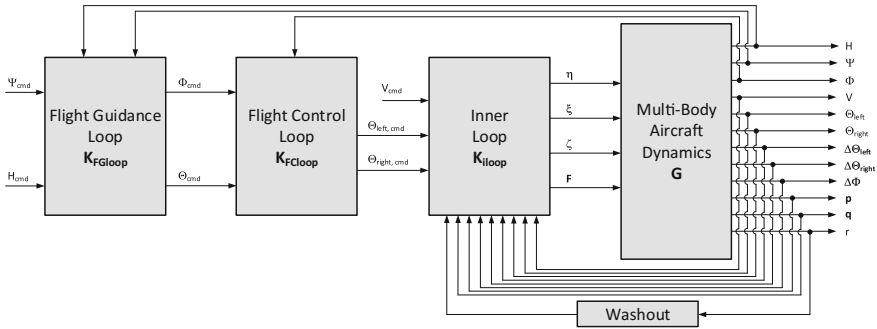 Ψcmd
Hcmd
Flight Guidance
Loop
KFGloop
Φcmd
Θcmd
Flight Control
Loop
KFCloop
Vcmd
Θleft, cmd
Θright, cmd
Inner
Loop
Kiloop
η
ξ
ζ
F
Multi-Body
Aircraft
Dynamics
G
H
Ψ
Φ
V
Θleft
Θright
ΔΘleft
ΔΘright
ΔΦ
p
q
r
Washout